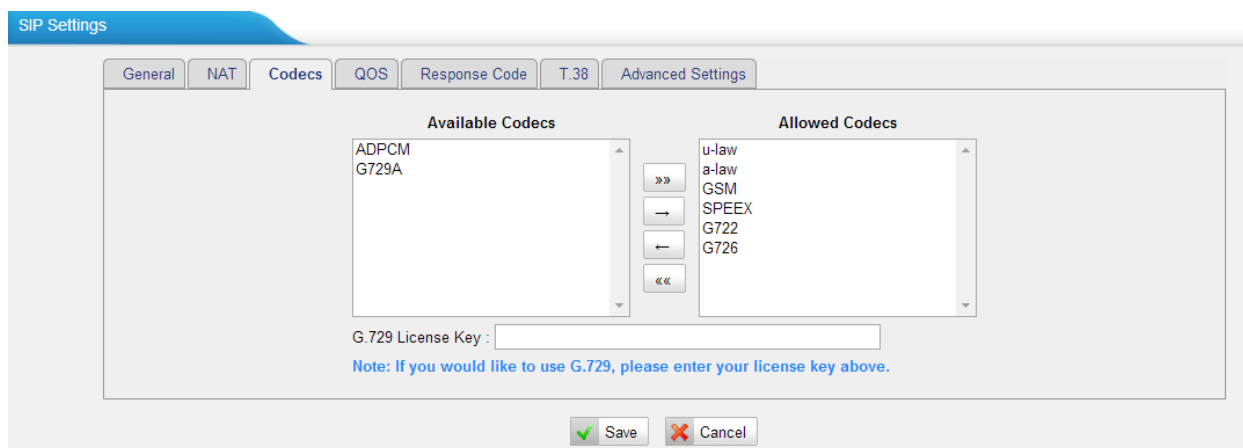 SIP Settings
General NAT Codecs QOS Response Code T.38 Advanced Settings
Available Codecs
ADPCM
G729A
»»
→
←
««
Allowed Codecs
u-law
a-law
GSM
SPEEX
G722
G726
G.729 License Key :
Note: If you would like to use G.729, please enter your license key above.
Save Cancel